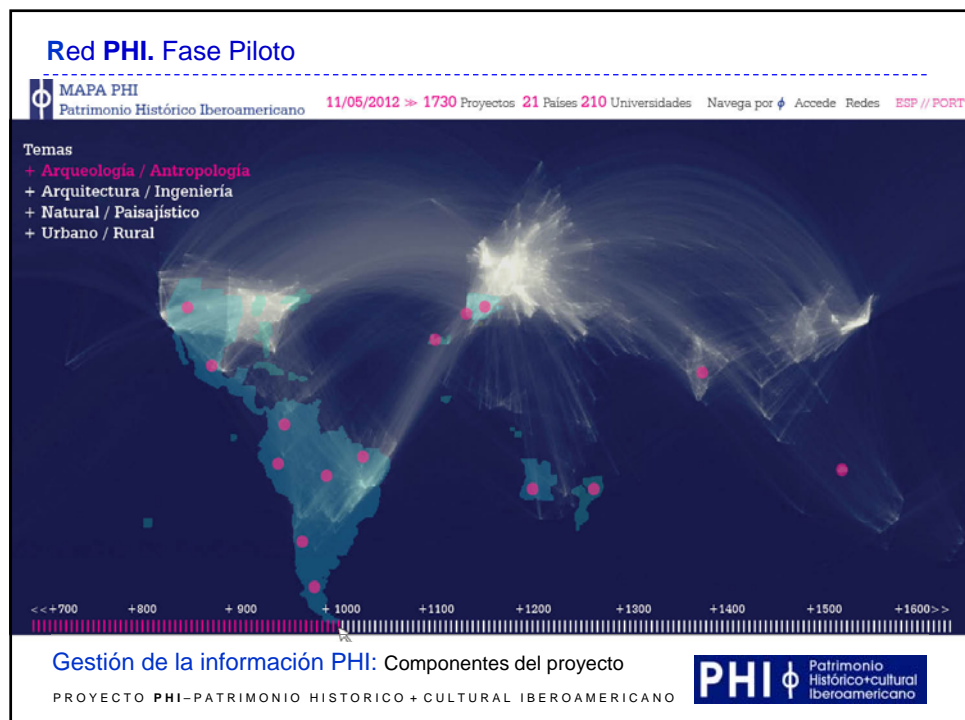 Red PHI. Fase Piloto
MAPA PHI
Patrimonio Histórico Iberoamericano
11/05/2012 >> 1730 Proyectos 21 Países 210 Universidades Navega por ϕ Accede Redes ESP // PORT
Temas
+ Arqueología / Antropología
+ Arquitectura / Ingeniería
+ Natural / Paisajístico
+ Urbano / Rural
<<+700 +800 + 900 + 1000 +1100 +1200 +1300 +1400 +1500 +1600>>
Gestión de la información PHI: Componentes del proyecto
PROYECTO PHI–PATRIMONIO HISTORICO + CULTURAL IBEROAMERICANO
PHI ϕ
Patrimonio
Histórico+cultural
Iberoamericano